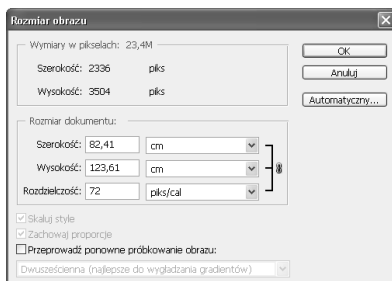 Rozmiar obrazu
Wymiary w pikselach: 23,4M
Szerokość: 2336 piks
Wysokość: 3504 piks
OK
Anuluj
Automatyczny...
Rozmiar dokumentu:
Szerokość: 82,41 cm
Wysokość: 123,61 cm
Rozdzielczość: 72 piks/cal
Skaluj style
Zachowaj proporcje
Przeprowadź ponowne próbkowanie obrazu:
Dwusześcienna (najlepsze do wygładzania gradientów)